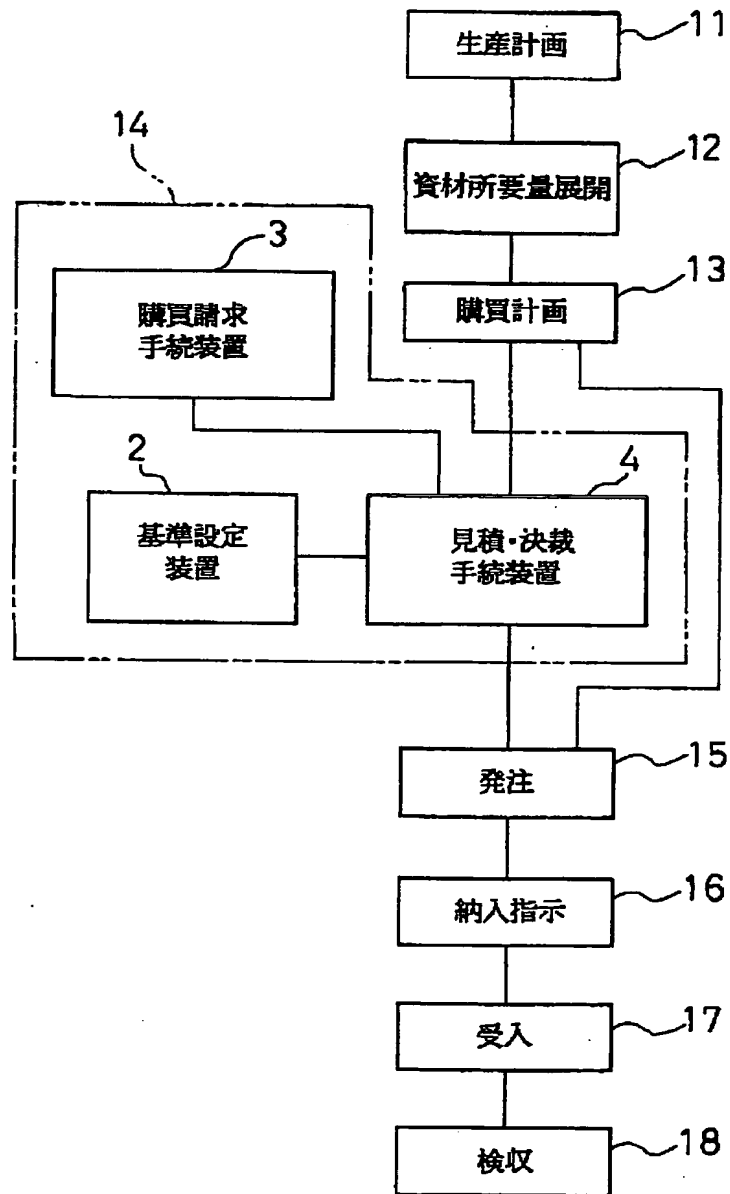 生産計画
11
14
資材所要量展開
12
3
購買請求
手続装置
購買計画
13
2
基準設定
装置
4
見積・決裁
手続装置
発注
15
納入指示
16
受入
17
検収
18